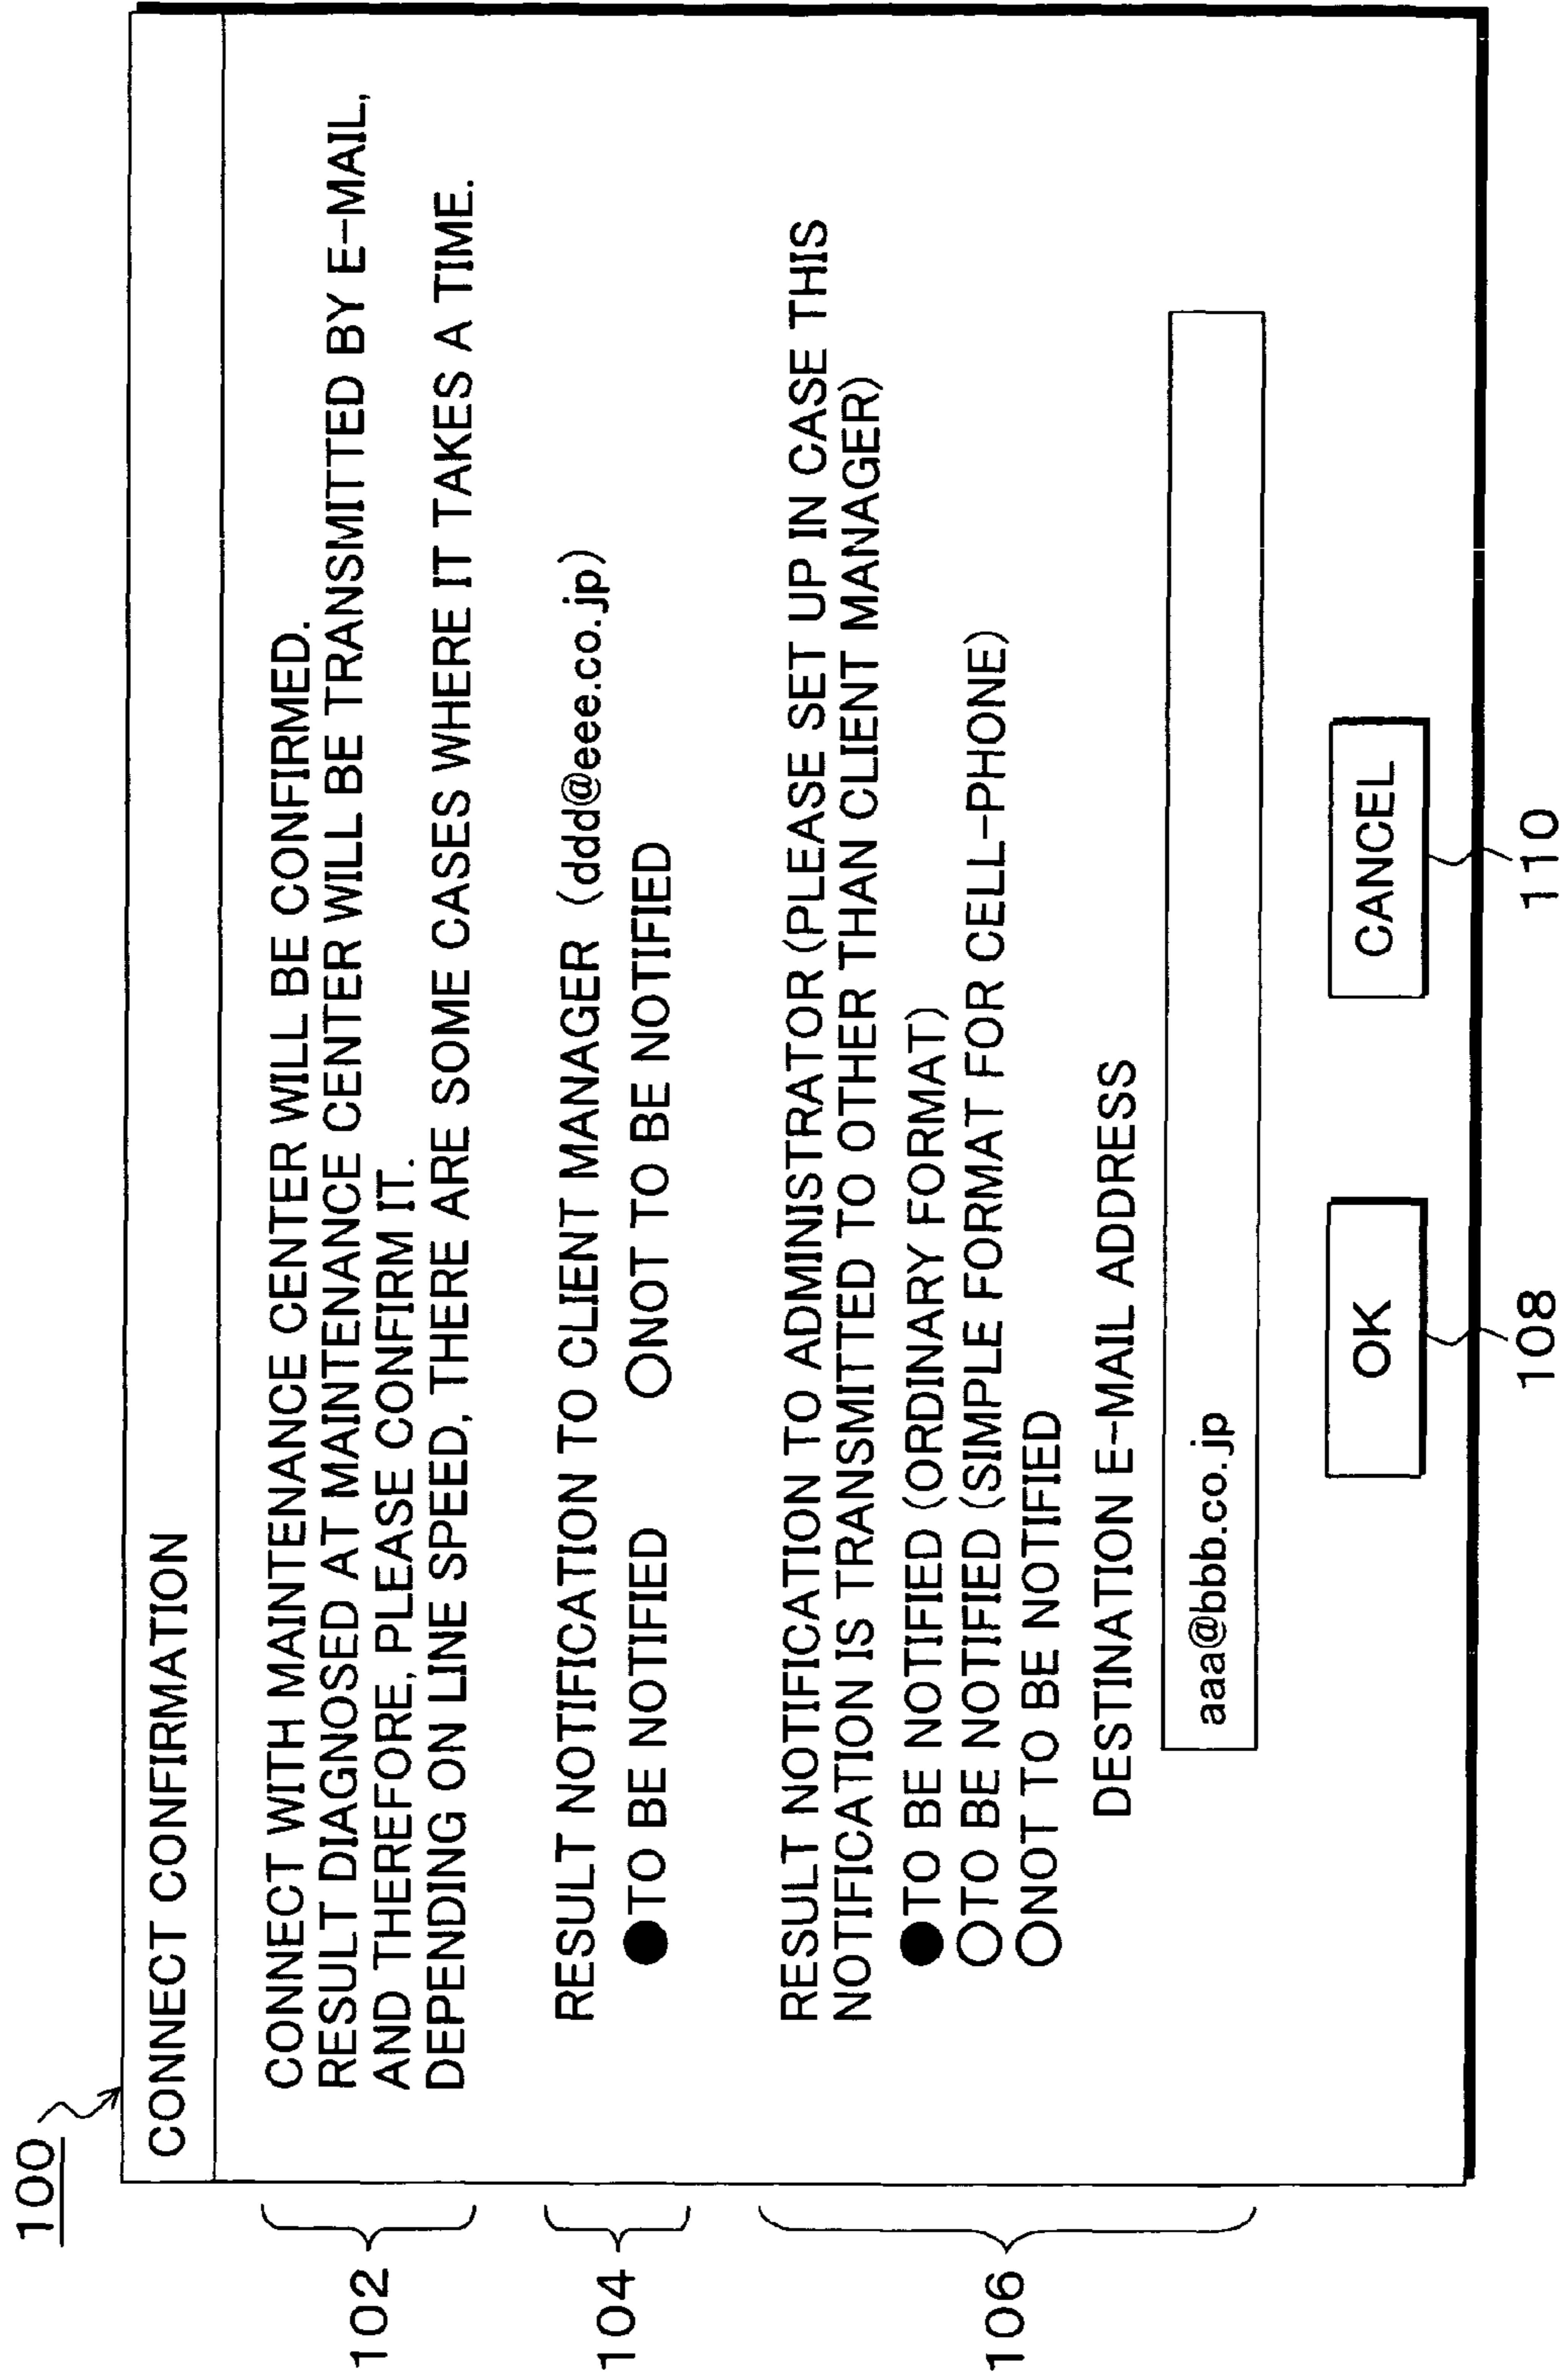 100
CONNECT CONFIRMATION
102
CONNECT WITH MAINTENANCE CENTER WILL BE CONFIRMED.
RESULT DIAGNOSED AT MAINTENANCE CENTER WILL BE TRANSMITTED BY E-MAIL,
AND THEREFORE, PLEASE CONFIRM IT.
DEPENDING ON LINE SPEED, THERE ARE SOME CASES WHERE IT TAKES A TIME.
104
RESULT NOTIFICATION TO CLIENT MANAGER (ddd@eee.co.jp)
●TO BE NOTIFIED ○NOT TO BE NOTIFIED
106
RESULT NOTIFICATION TO ADMINISTRATOR(PLEASE SET UP IN CASE THIS
NOTIFICATION IS TRANSMITTED TO OTHER THAN CLIENT MANAGER)
●TO BE NOTIFIED (ORDINARY FORMAT)
○TO BE NOTIFIED (SIMPLE FORMAT FOR CELL-PHONE)
○NOT TO BE NOTIFIED
DESTINATION E-MAIL ADDRESS
aaa@bbb.co.jp
OK CANCEL
108 110